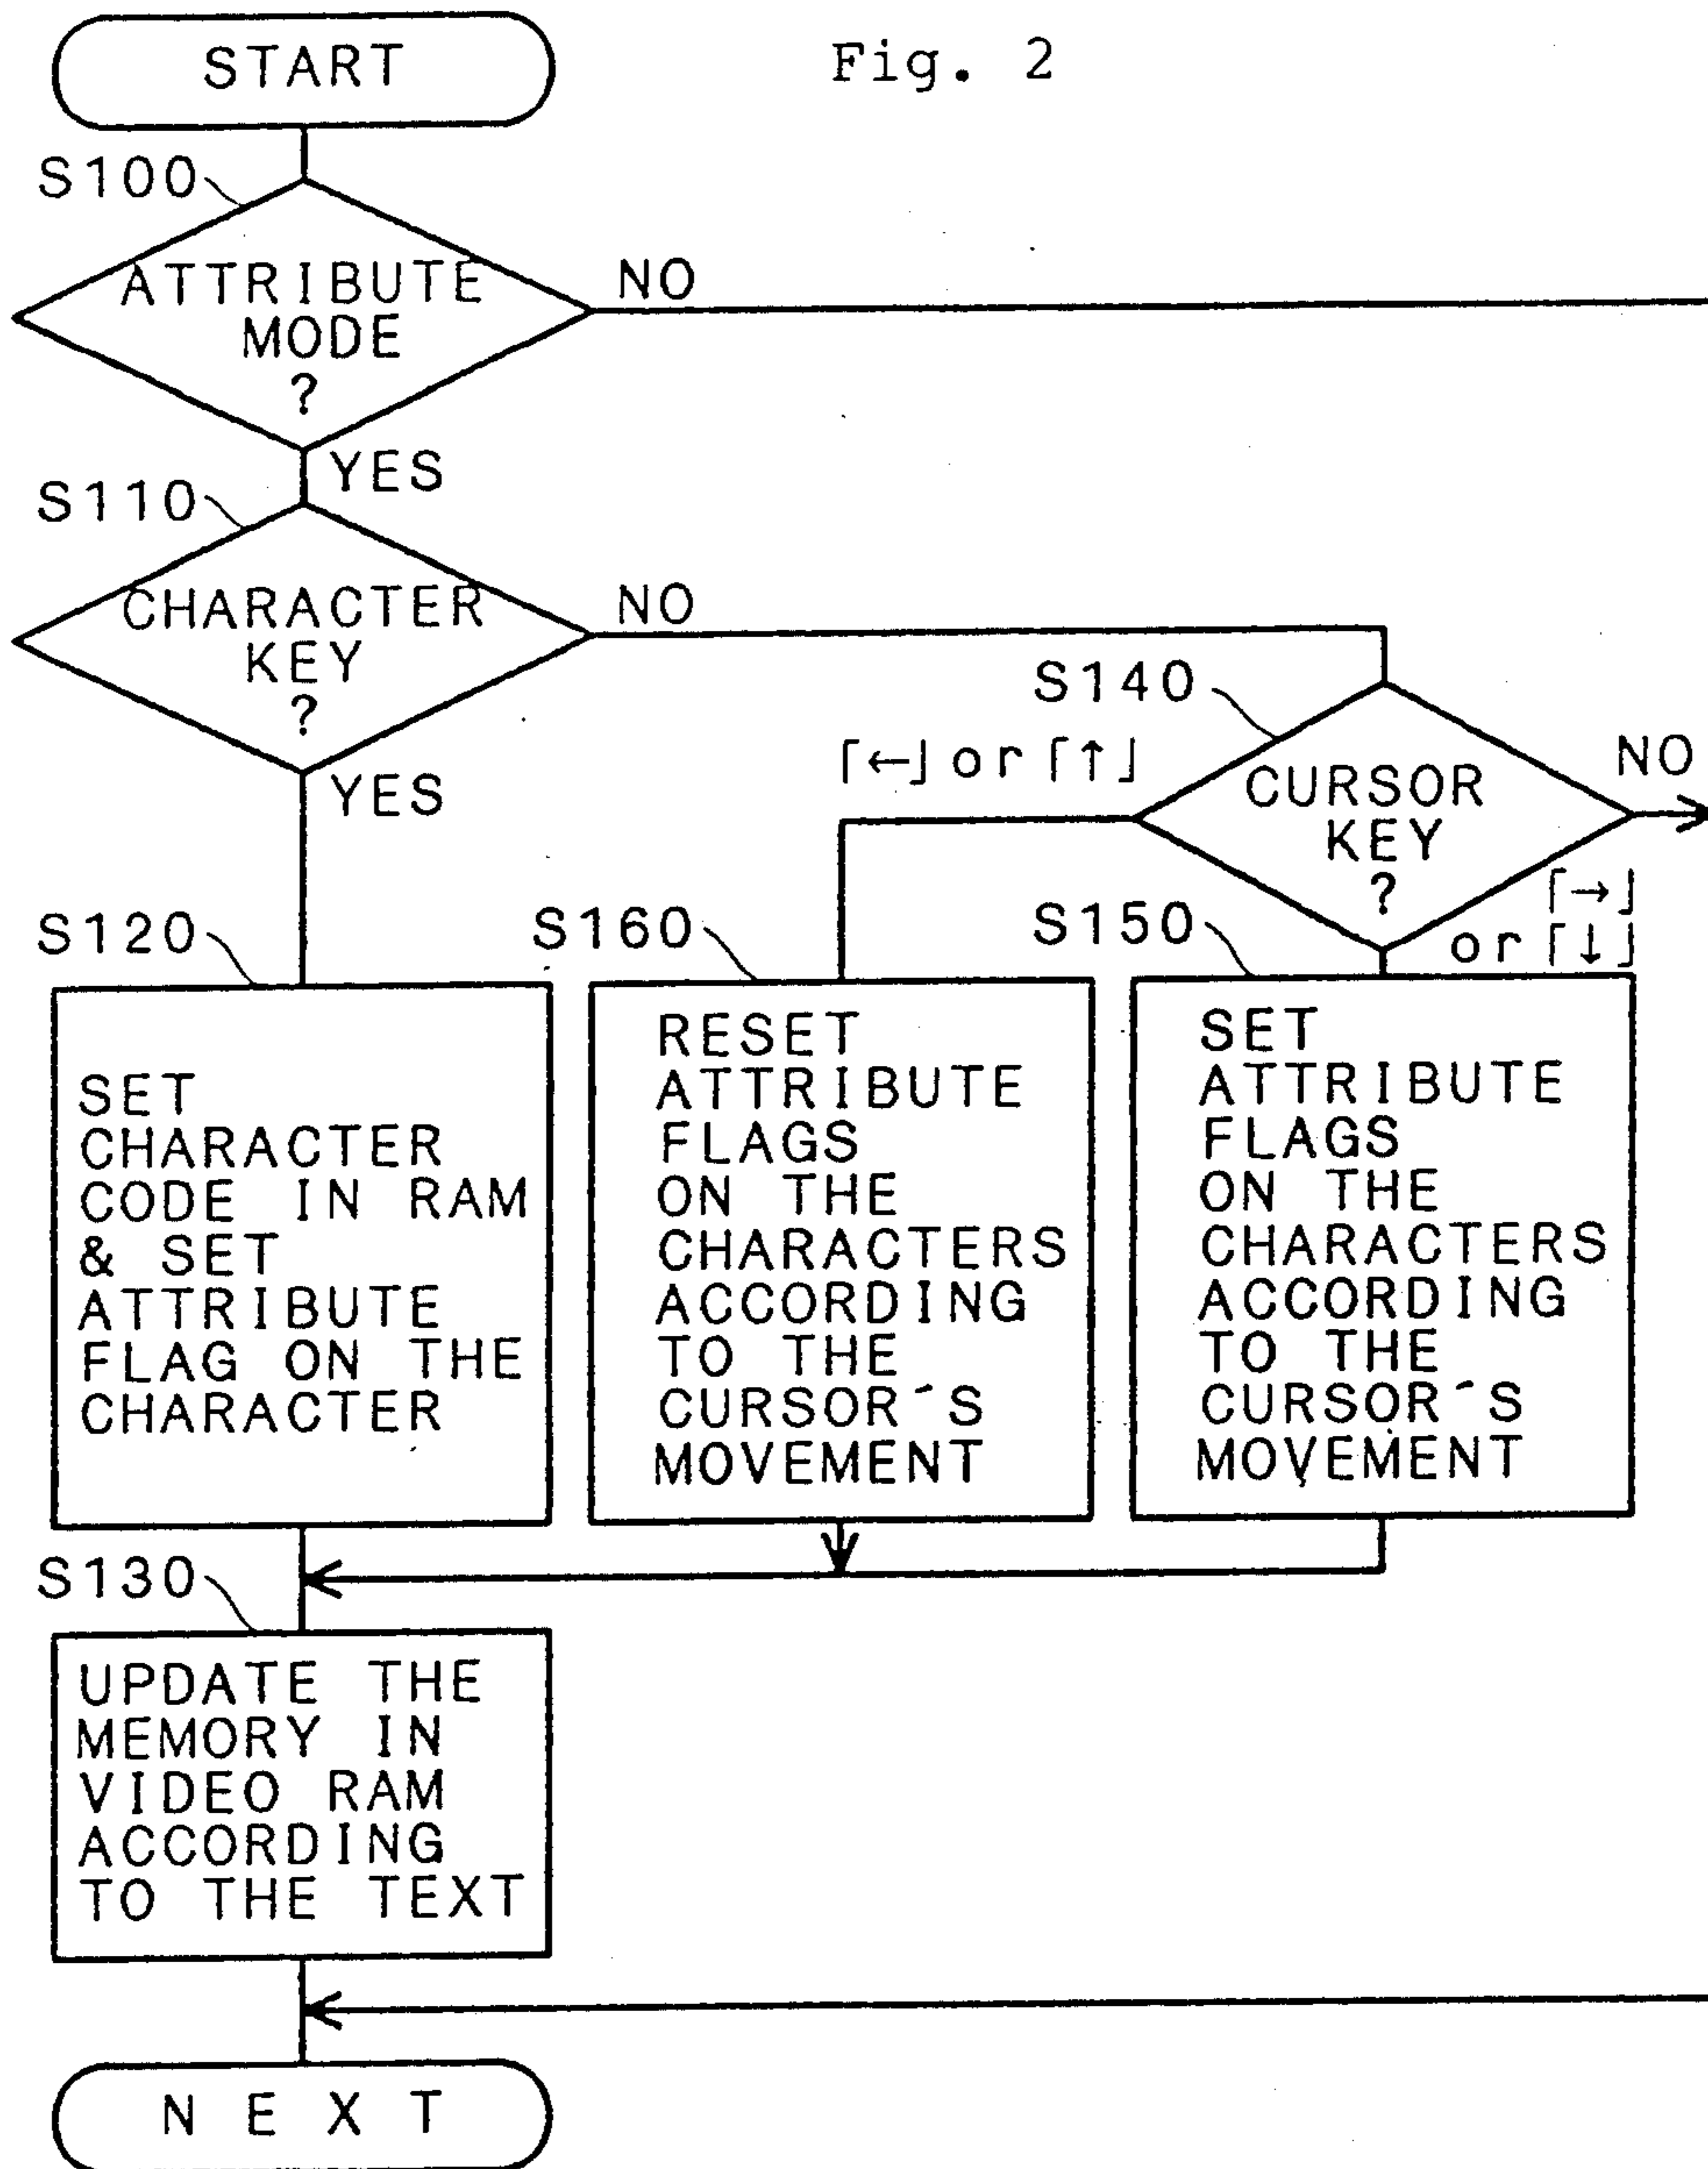 START
Fig. 2
S100
ATTRIBUTE
MODE
?
NO
YES
S110
CHARACTER
KEY
?
NO
YES
S140
「←」or「↑」
CURSOR
KEY
?
NO
「→」
or「↓」
S120
SET
CHARACTER
CODE IN RAM
& SET
ATTRIBUTE
FLAG ON THE
CHARACTER
S160
RESET
ATTRIBUTE
FLAGS
ON THE
CHARACTERS
ACCORDING
TO THE
CURSOR´S
MOVEMENT
S150
SET
ATTRIBUTE
FLAGS
ON THE
CHARACTERS
ACCORDING
TO THE
CURSOR´S
MOVEMENT
S130
UPDATE THE
MEMORY IN
VIDEO RAM
ACCORDING
TO THE TEXT
NEXT